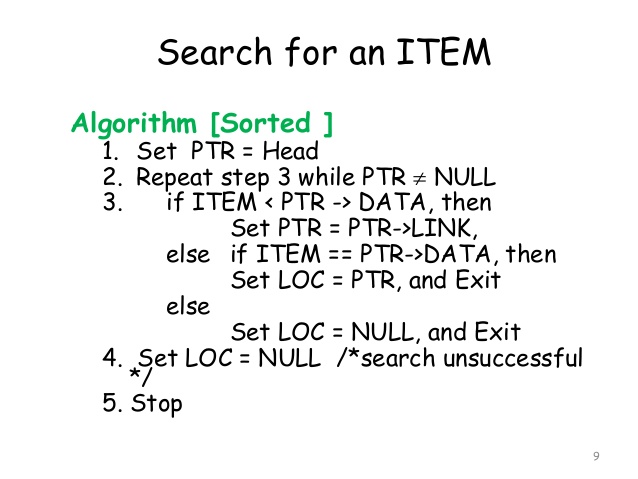 Search for an ITEM
Algorithm [Sorted ]
1. Set PTR = Head
2. Repeat step 3 while PTR ≠ NULL
3. if ITEM < PTR -> DATA, then
Set PTR = PTR->LINK,
else if ITEM == PTR->DATA, then
Set LOC = PTR, and Exit
else
Set LOC = NULL, and Exit
4. Set LOC = NULL /*search unsuccessful
*/
5. Stop
9